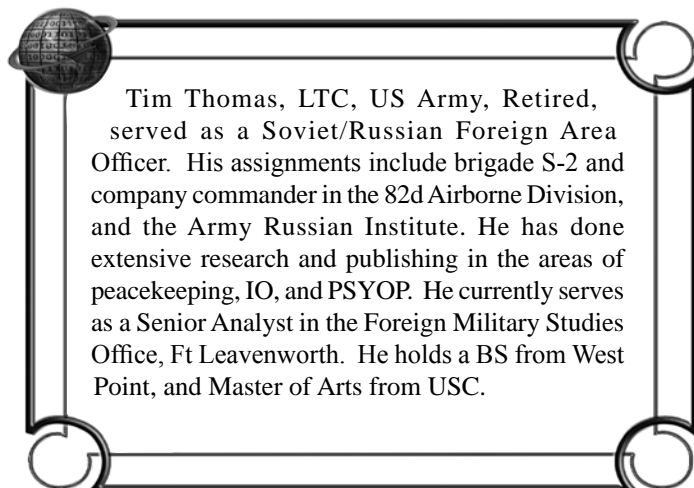 Tim Thomas, LTC, US Army, Retired,
served as a Soviet/Russian Foreign Area
Officer. His assignments include brigade S-2 and
company commander in the 82d Airborne Division,
and the Army Russian Institute. He has done
extensive research and publishing in the areas of
peacekeeping, IO, and PSYOP. He currently serves
as a Senior Analyst in the Foreign Military Studies
Office, Ft Leavenworth. He holds a BS from West
Point, and Master of Arts from USC.